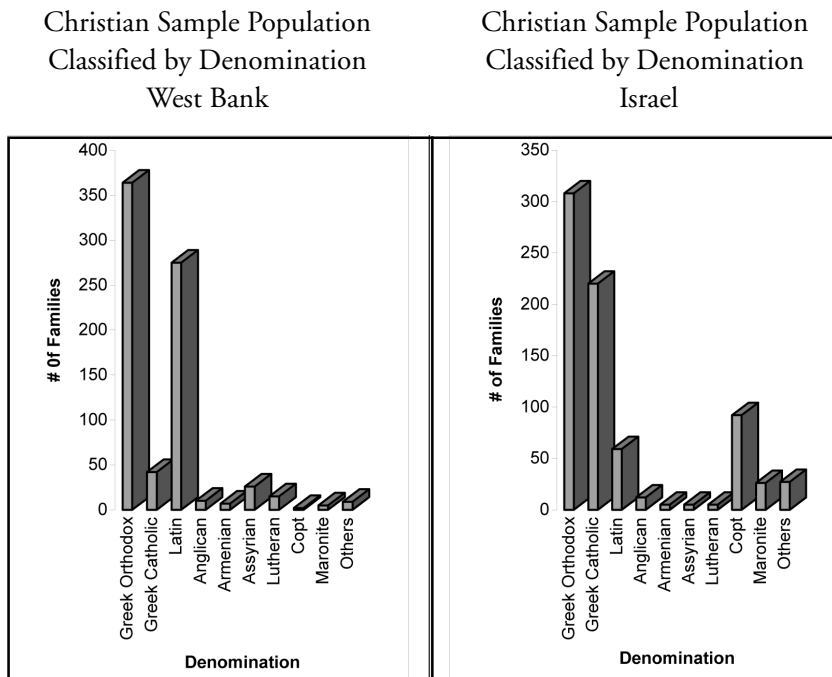 Christian Sample Population
Classified by Denomination
West Bank
400
350
300
250
200
150
100
50
0
# 0f Families
Greek Orthodox
Greek Catholic
Latin
Anglican
Armenian
Assyrian
Lutheran
Copt
Maronite
Others
Denomination
Christian Sample Population
Classified by Denomination
Israel
350
300
250
200
150
100
50
0
# of Families
Greek Orthodox
Greek Catholic
Latin
Anglican
Armenian
Assyrian
Lutheran
Copt
Maronite
Others
Denomination